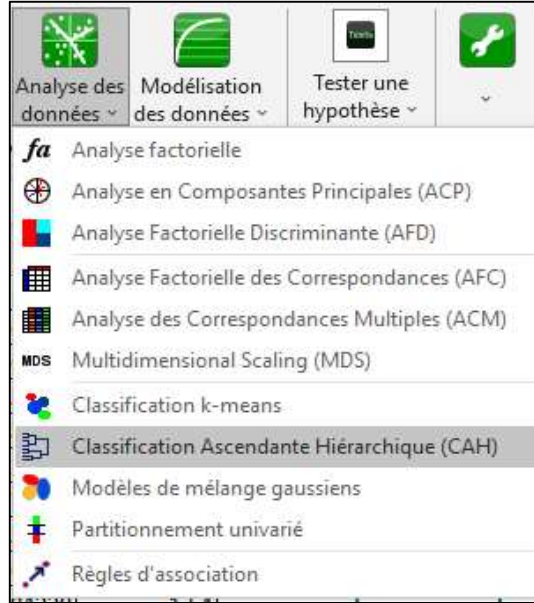 Analyse des données
Modélisation des données
Tester une hypothèse
fa Analyse factorielle
Analyse en Composantes Principales (ACP)
Analyse Factorielle Discriminante (AFD)
Analyse Factorielle des Correspondances (AFC)
Analyse des Correspondances Multiples (ACM)
MDS Multidimensional Scaling (MDS)
Classification k-means
Classification Ascendante Hiérarchique (CAH)
Modèles de mélange gaussiens
Partitionnement univarié
Règles d'association